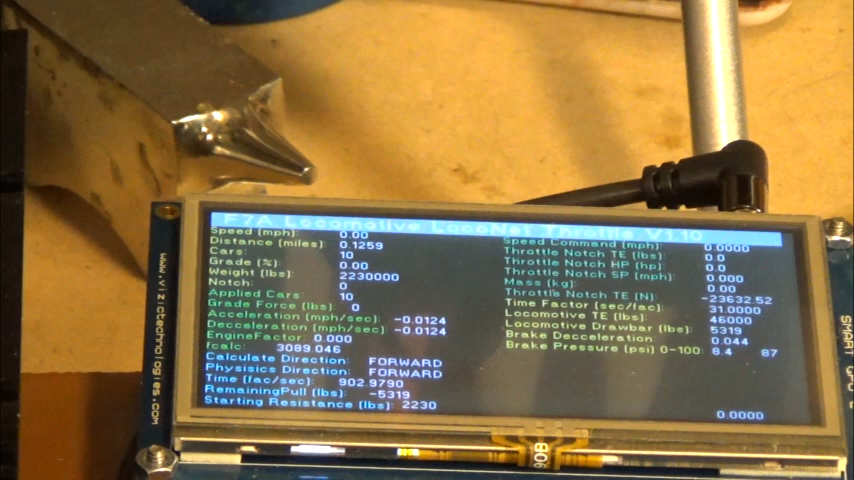 F7A Locomotive LocoNet Throttle V1.10
Speed (mph): 0.00
Distance (miles): 0.1259
Cars: 10
Grade (%): 0.00
Weight (lbs): 2230000
Notch: 0
Applied Cars: 10
Grade Force (lbs): 0
Acceleration (mph/sec): -0.0124
Decceleration (mph/sec): -0.0124
EngineFactor: 0.000
fcalc: 3089.046
Calculate Direction: FORWARD
Physisics Direction: FORWARD
Time (fac/sec): 902.9790
RemainingPull (lbs): -5319
Starting Resistance (lbs): 2230
Speed Command (mph): 0.0000
Throttle Notch TE (lbs): 0.0
Throttle Notch HP (hp): 0.0
Throttle Notch SP (mph): 0.000
Mass (kg): 0.00
Throttle Notch TE (N): -23632.52
Time Factor (sec/fac): 31.0000
Locomotive TE (lbs): 46000
Locomotive Drawbar (lbs): 5319
Brake Decceleration 0.044
Brake Pressure (psi) 0-100: 8.4 87
0.0000
www.vizictechnologies.com
SMART GPU
90B